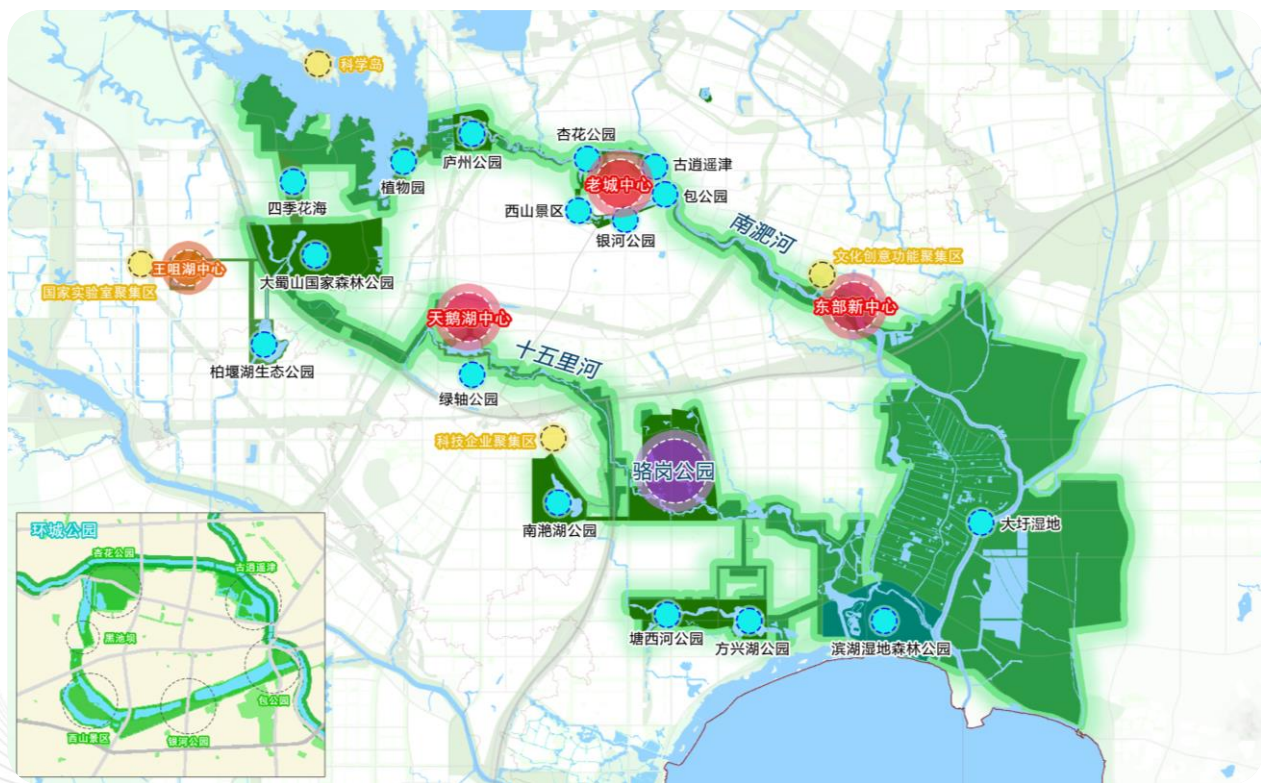 科学岛
杏花公园
庐州公园
古逍遥津
植物园
老城中心
包公园
四季花海
西山景区
银河公园
南淝河
文化创意功能聚集区
王咀湖中心
大蜀山国家森林公园
国家实验室聚集区
东部新中心
天鹅湖中心
十五里河
柏堰湖生态公园
绿轴公园
科技企业聚集区
骆岗公园
南滟湖公园
大圩湿地
塘西河公园
方兴湖公园
滨湖湿地森林公园
环城公园
杏花公园
古逍遥津
黑池坝
包公园
西山景区
银河公园